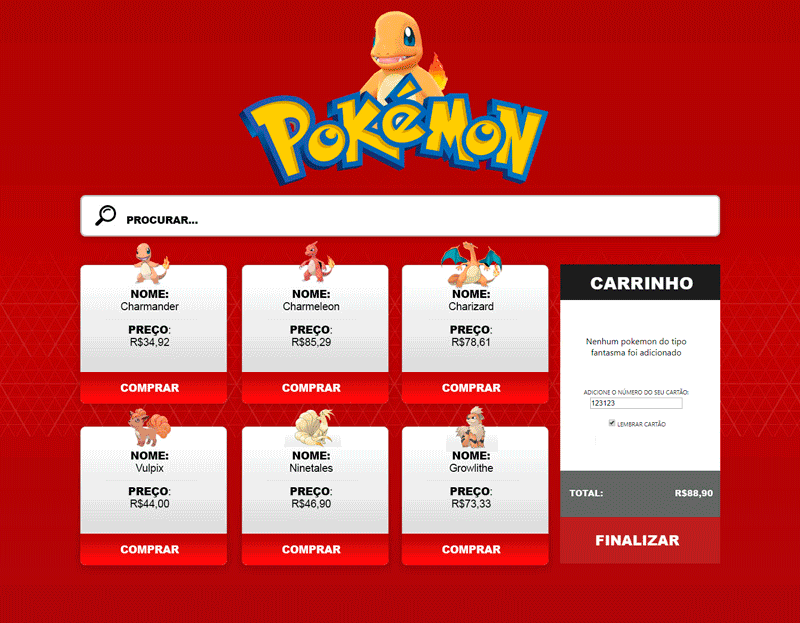 POKéMON
PROCURAR...
NOME:
Charmander
PREÇO:
R$34,92
COMPRAR
NOME:
Charmeleon
PREÇO:
R$85,29
COMPRAR
NOME:
Charizard
PREÇO:
R$78,61
COMPRAR
NOME:
Vulpix
PREÇO:
R$44,00
COMPRAR
NOME:
Ninetales
PREÇO:
R$46,90
COMPRAR
NOME:
Growlithe
PREÇO:
R$73,33
COMPRAR
CARRINHO
Nenhum pokemon do tipo
fantasma foi adicionado
ADICIONE O NÚMERO DO SEU CARTÃO:
123123
LEMBRAR CARTÃO
TOTAL: R$88,90
FINALIZAR